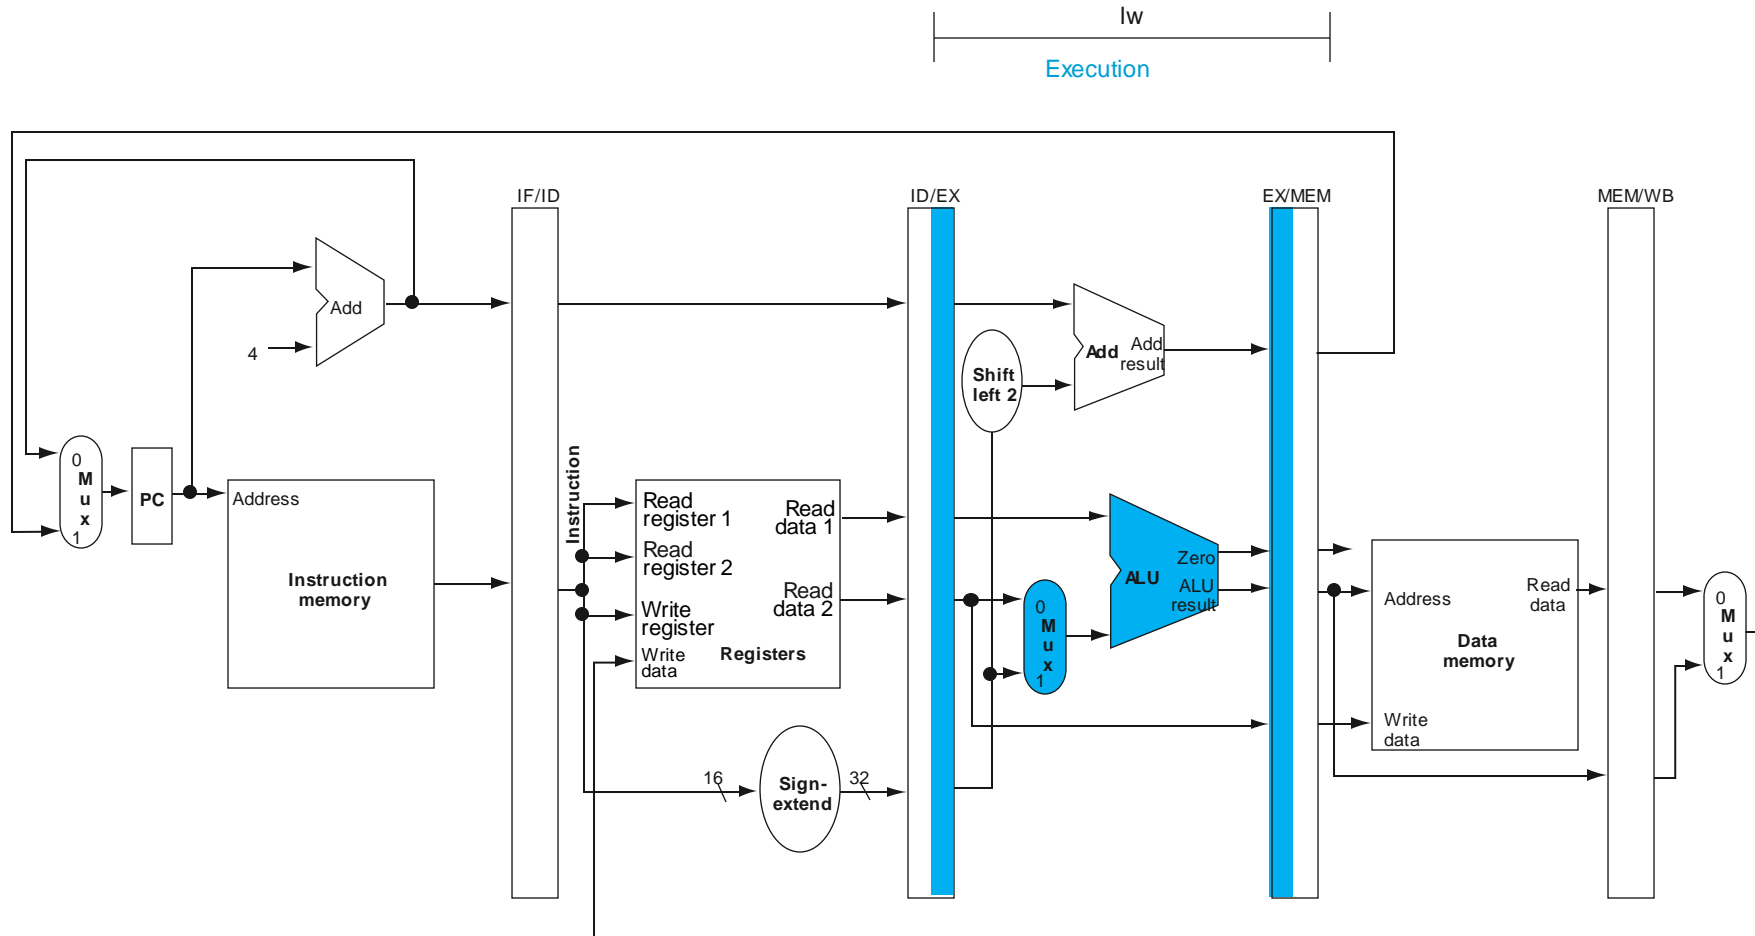 lw
Execution
IF/ID
ID/EX
EX/MEM
MEM/WB
Add
4
Add
Add
result
Shift
left 2
0
M
u
x
1
PC
Address
Instruction
memory
Instruction
Read
register 1
Read
register 2
Write
register
Write
data
Read
data 1
Read
data 2
Registers
16
Sign-
extend
32
0
M
u
x
1
ALU
Zero
ALU
result
Address
Read
data
Data
memory
Write
data
0
M
u
x
1